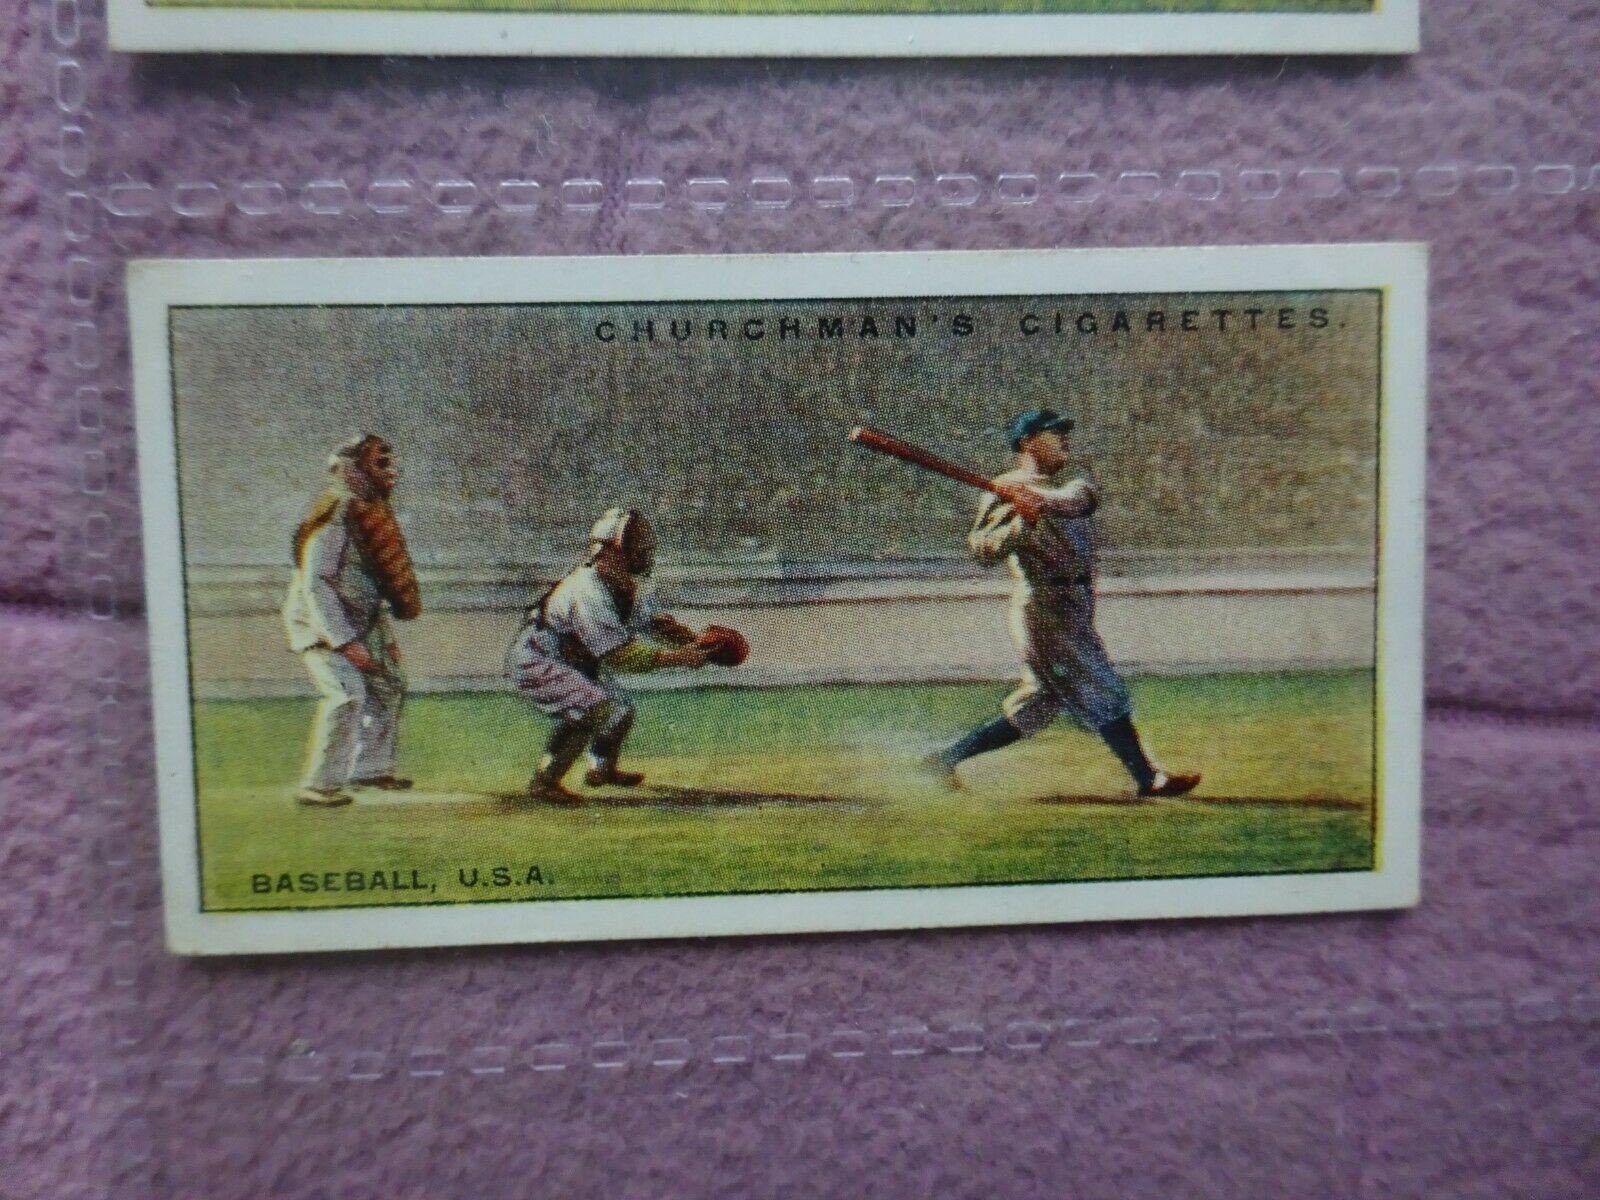 CHURCHMAN'S CIGARETTES.
BASEBALL, U.S.A.